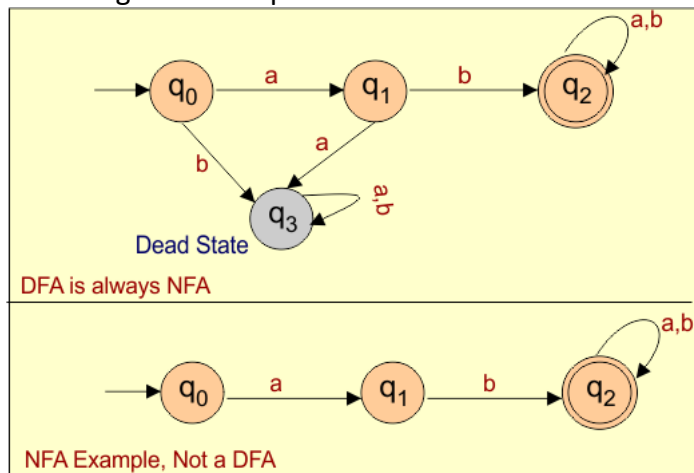 a,b
q0 a q1 b q2
b a
q3 a,b
Dead State
DFA is always NFA
a,b
q0 a q1 b q2
NFA Example, Not a DFA